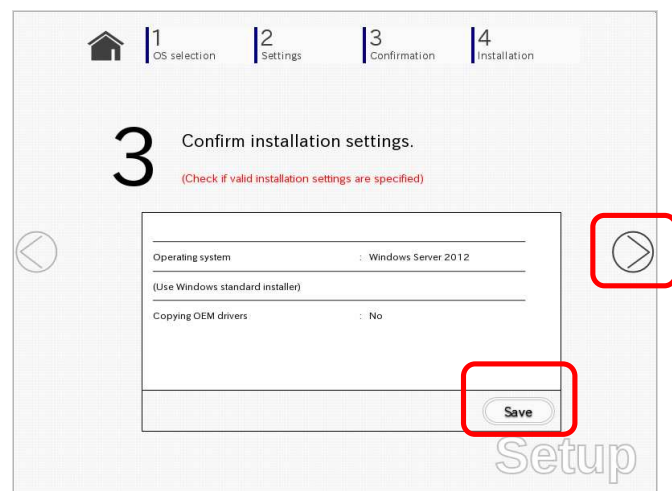 1 2 3 4
OS selection Settings Confirmation Installation
3 Confirm installation settings.
(Check if valid installation settings are specified)
Operating system : Windows Server 2012
(Use Windows standard installer)
Copying OEM drivers : No
Save
Setup